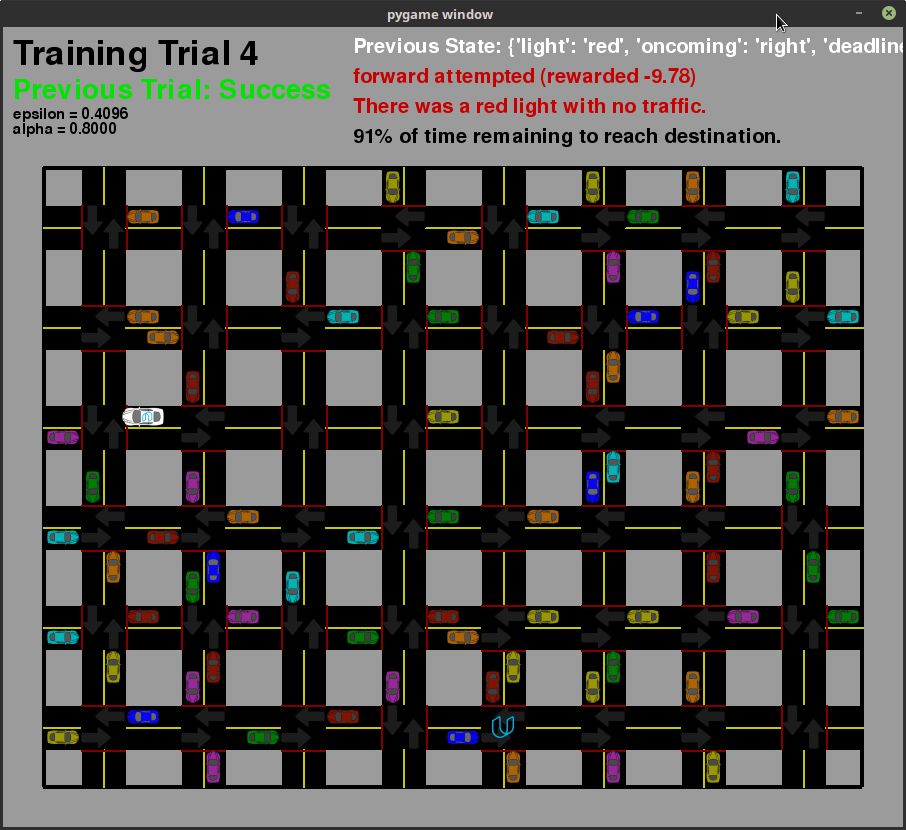 pygame window
Training Trial 4
Previous Trial: Success
epsilon = 0.4096
alpha = 0.8000
Previous State: {'light': 'red', 'oncoming': 'right', 'deadline
forward attempted (rewarded -9.78)
There was a red light with no traffic.
91% of time remaining to reach destination.